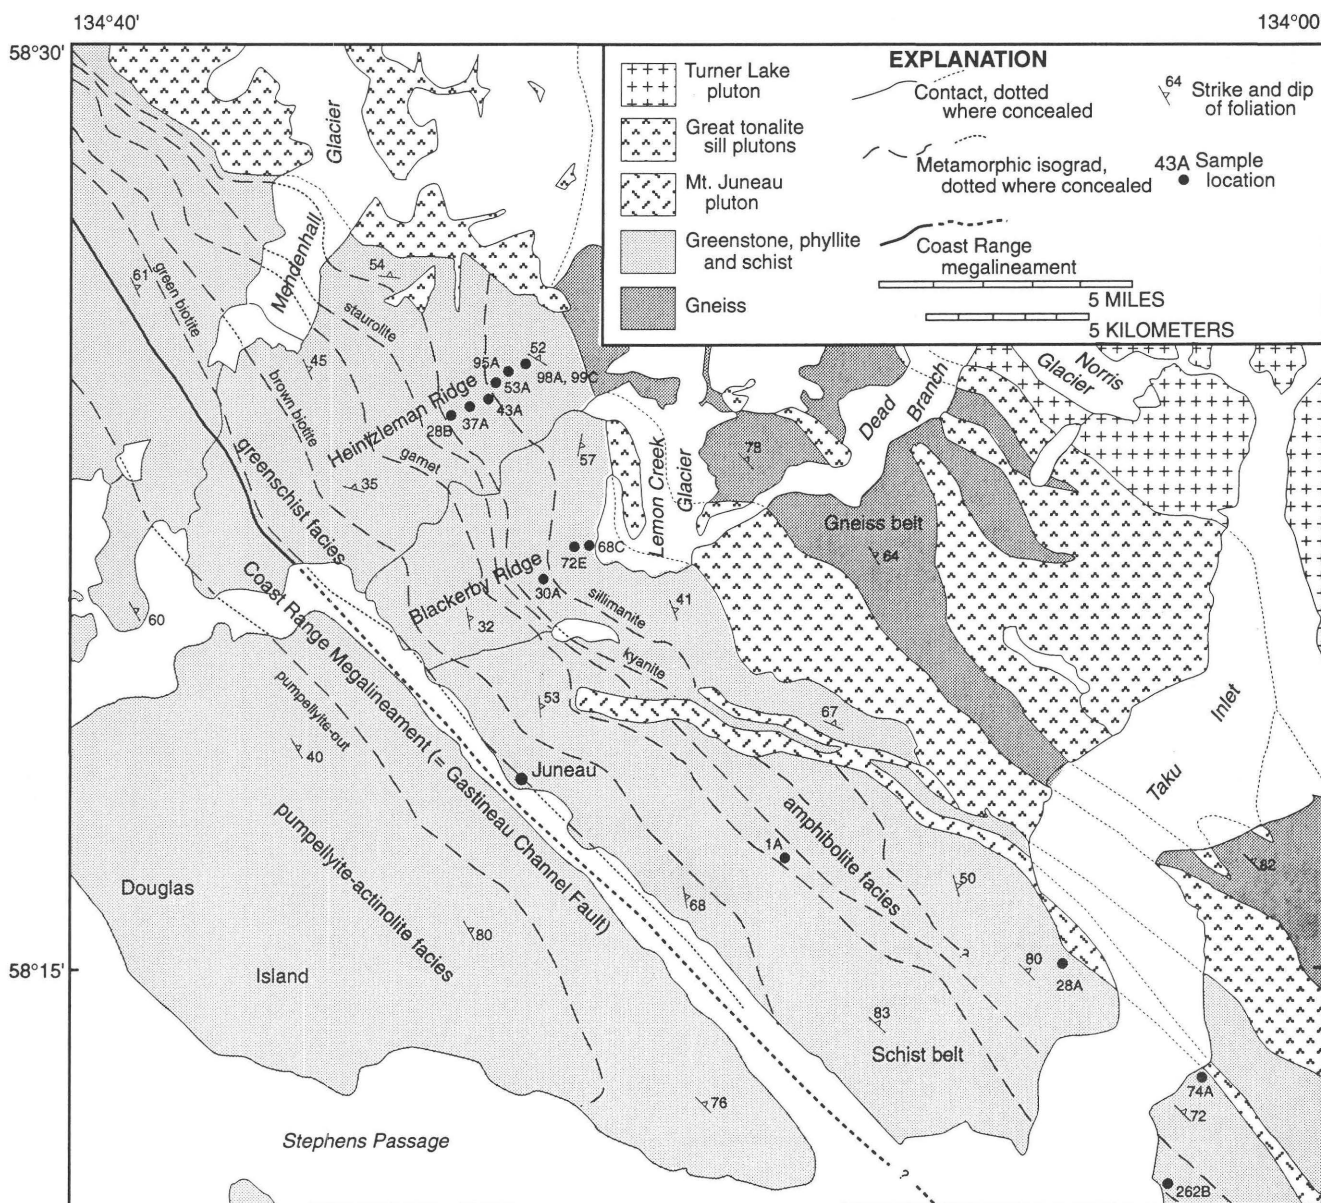 134°40'
134°00'
58°30'
EXPLANATION
Turner Lake
pluton
Great tonalite
sill plutons
Mt. Juneau
pluton
Greenstone, phyllite
and schist
Gneiss
Contact, dotted
where concealed
Metamorphic isograd,
dotted where concealed
Coast Range
megalineament
5 MILES
5 KILOMETERS
64 Strike and dip
of foliation
43A Sample
location
Mendenhall Glacier
61
green biotite
54
staurolite
45
brown biotite
95A
52
98A, 99C
53A
43A
37A
28B
Heintzleman Ridge
garnet
greenschist facies
35
57
Lemon Creek Glacier
78
Dead Branch
Norris Glacier
Gneiss belt
64
68C
72E
30A
Blackerby Ridge
sillimanite
41
32
kyanite
60
Coast Range Megalineament (= Gastineau Channel Fault)
pumpellyite-out
40
53
67
Juneau
Taku Inlet
pumpellyite-actinolite facies
amphibolite facies
1A
82
Douglas
Island
68
50
80
?
80
28A
58°15'
83
Schist belt
76
74A
72
Stephens Passage
?
262B